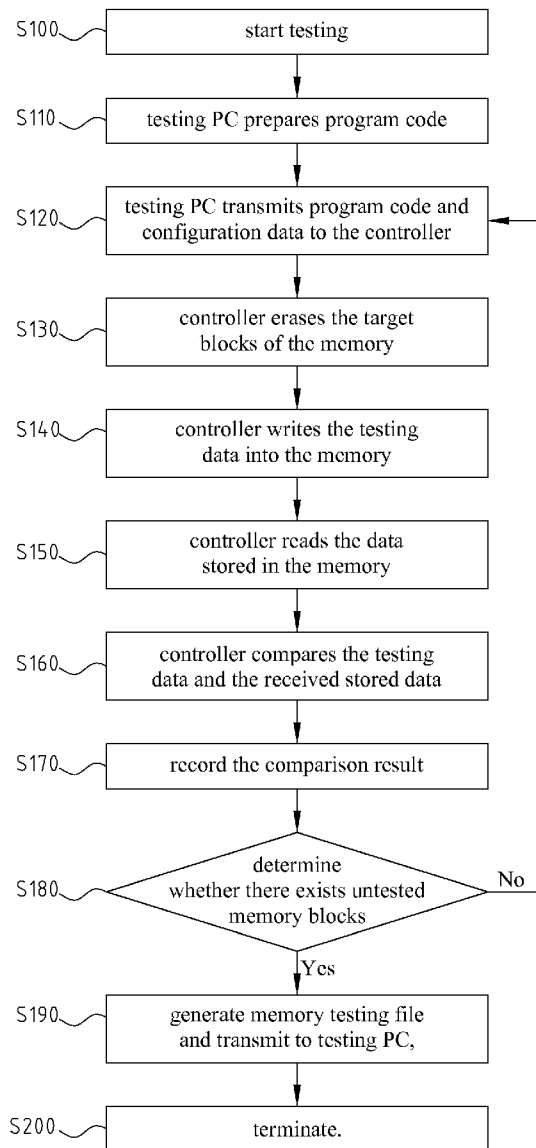 S100
start testing
S110
testing PC prepares program code
S120
testing PC transmits program code and
configuration data to the controller
S130
controller erases the target
blocks of the memory
S140
controller writes the testing
data into the memory
S150
controller reads the data
stored in the memory
S160
controller compares the testing
data and the received stored data
S170
record the comparison result
S180
determine
whether there exists untested
memory blocks
No
Yes
S190
generate memory testing file
and transmit to testing PC,
S200
terminate.